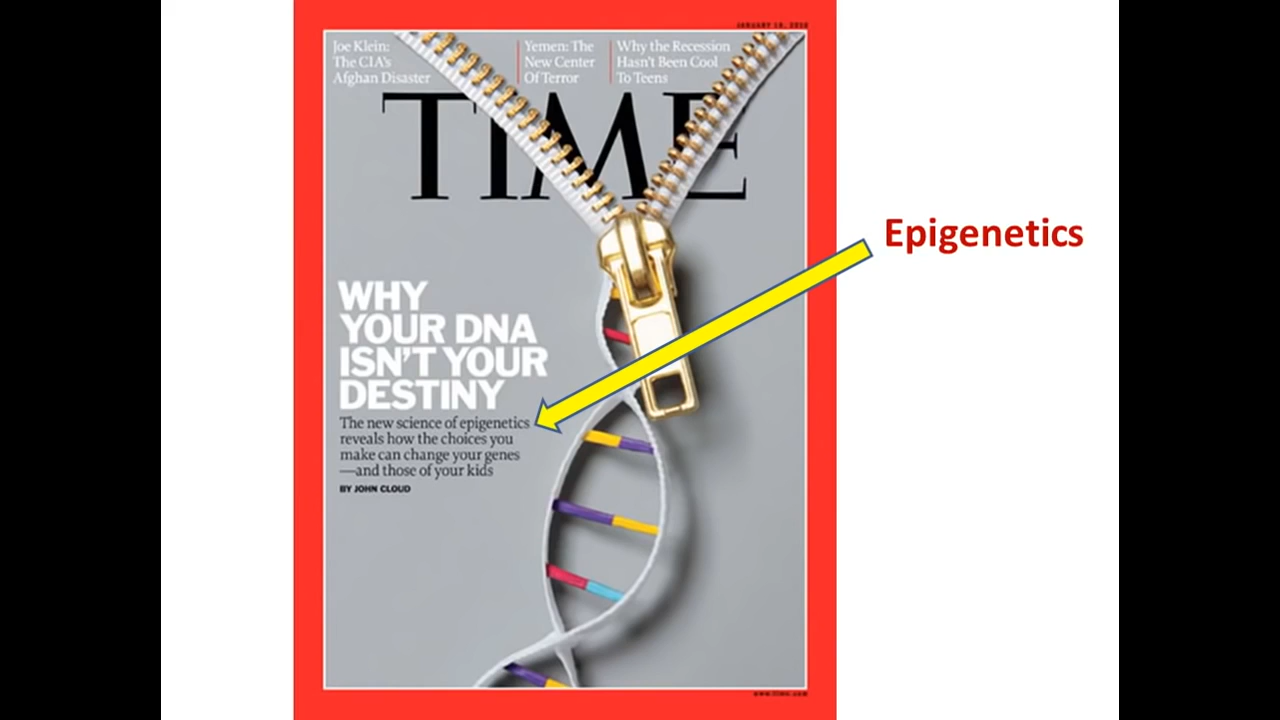 JANUARY 18, 2010
Joe Klein:
The CIA's
Afghan Disaster
Yemen: The
New Center
Of Terror
Why the Recession
Hasn't Been Cool
To Teens
TIME
Epigenetics
WHY
YOUR DNA
ISN'T YOUR
DESTINY
The new science of epigenetics
reveals how the choices you
make can change your genes
—and those of your kids
BY JOHN CLOUD
www.time.com